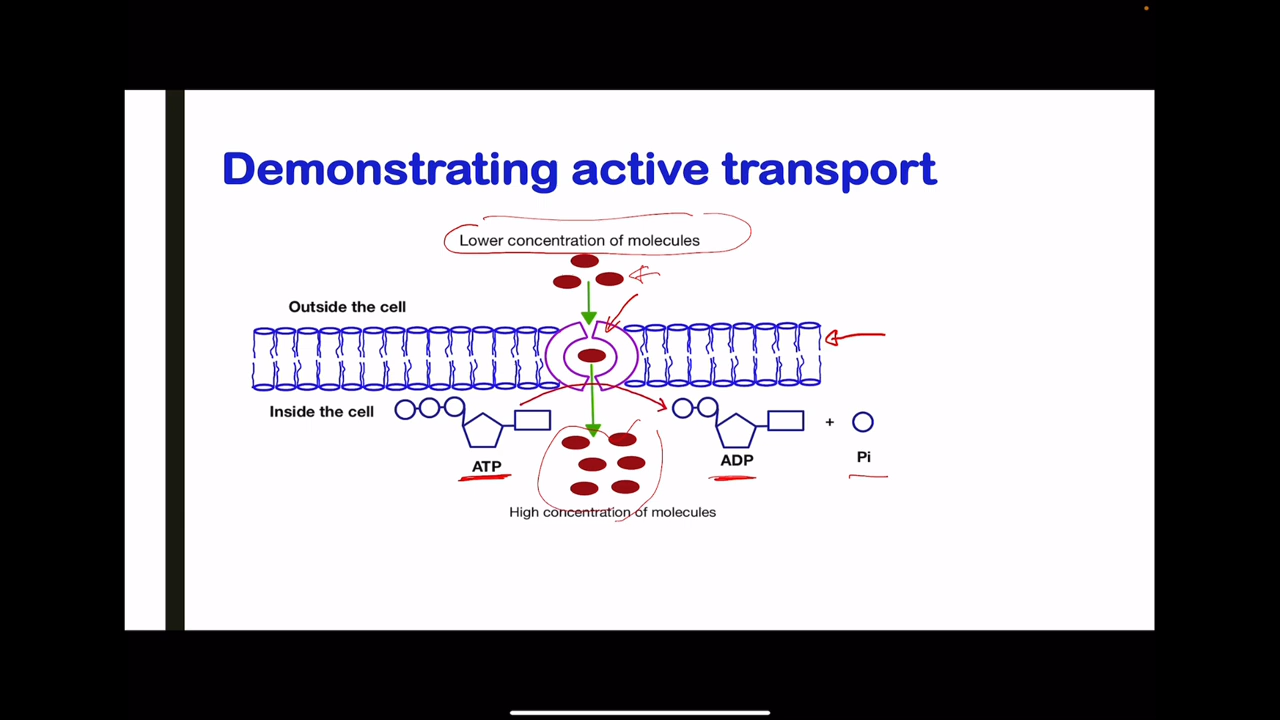 Demonstrating active transport
Lower concentration of molecules
Outside the cell
Inside the cell
+
ATP
ADP
Pi
High concentration of molecules